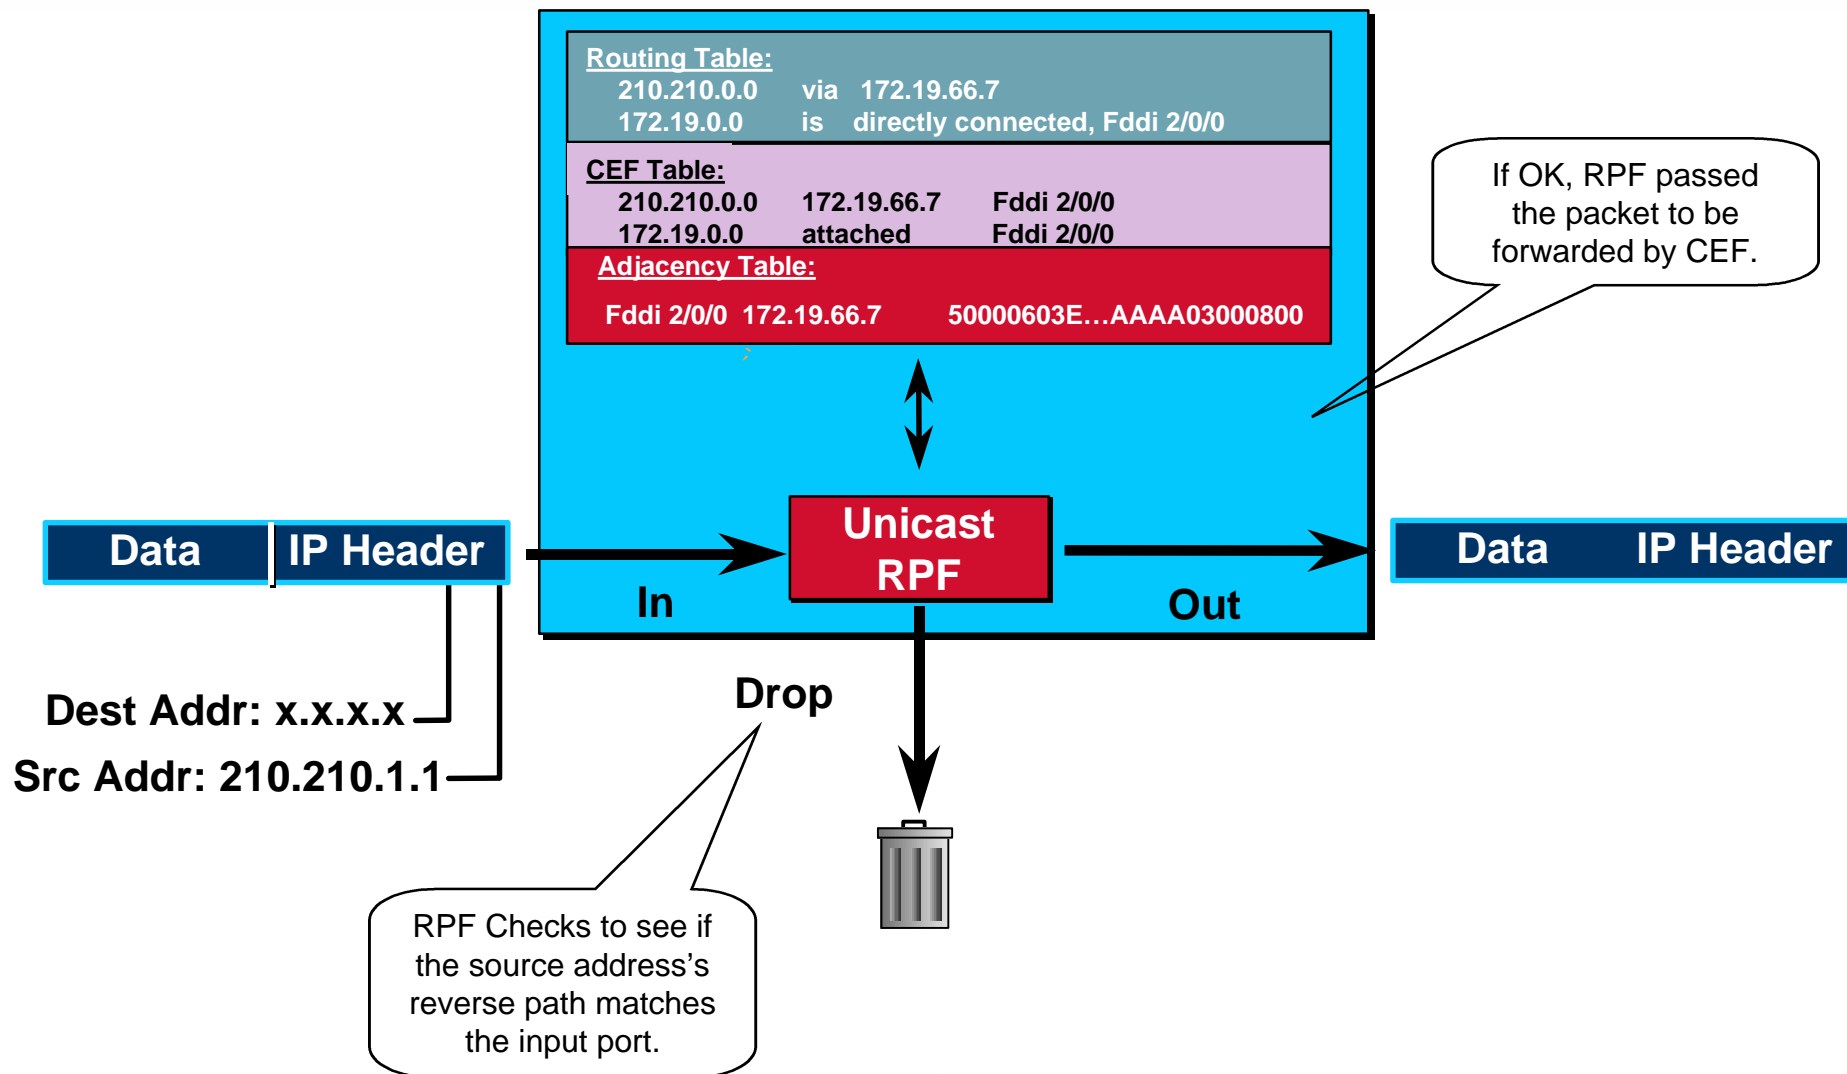 Routing Table:
210.210.0.0 via 172.19.66.7
172.19.0.0 is directly connected, Fddi 2/0/0
CEF Table:
210.210.0.0 172.19.66.7 Fddi 2/0/0
172.19.0.0 attached Fddi 2/0/0
Adjacency Table:
Fddi 2/0/0 172.19.66.7 50000603E...AAAA03000800
If OK, RPF passed
the packet to be
forwarded by CEF.
Data IP Header
Unicast
RPF
In
Out
Data IP Header
Dest Addr: x.x.x.x
Src Addr: 210.210.1.1
Drop
RPF Checks to see if
the source address’s
reverse path matches
the input port.